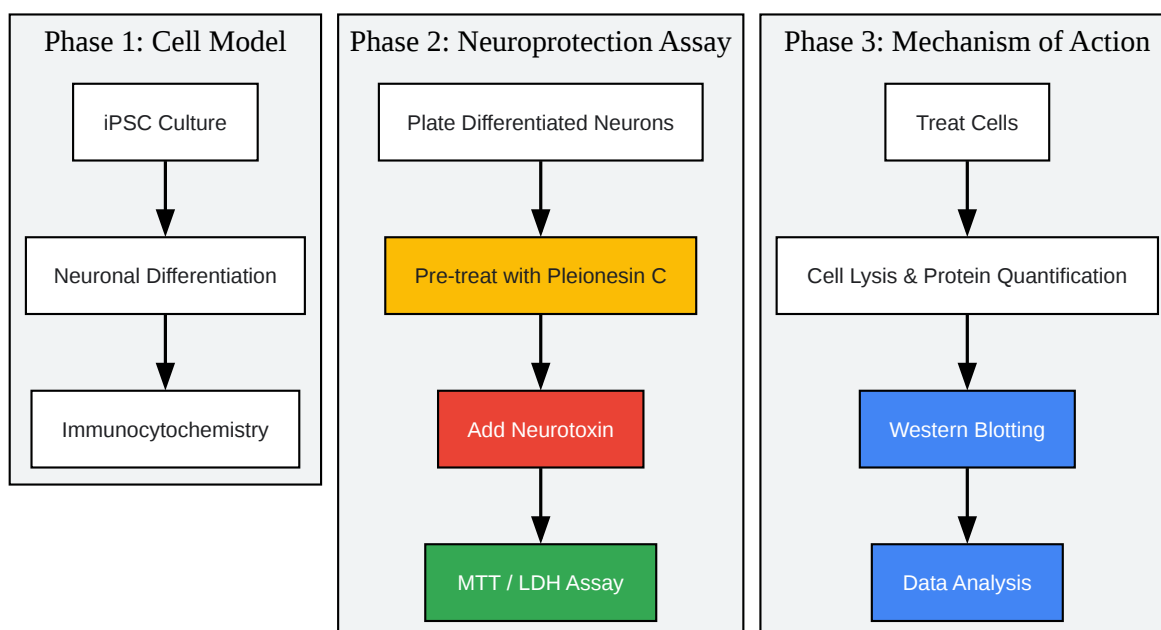 Phase 1: Cell Model
iPSC Culture
Neuronal Differentiation
Immunocytochemistry
Phase 2: Neuroprotection Assay
Plate Differentiated Neurons
Pre-treat with Pleionesin C
Add Neurotoxin
MTT / LDH Assay
Phase 3: Mechanism of Action
Treat Cells
Cell Lysis & Protein Quantification
Western Blotting
Data Analysis